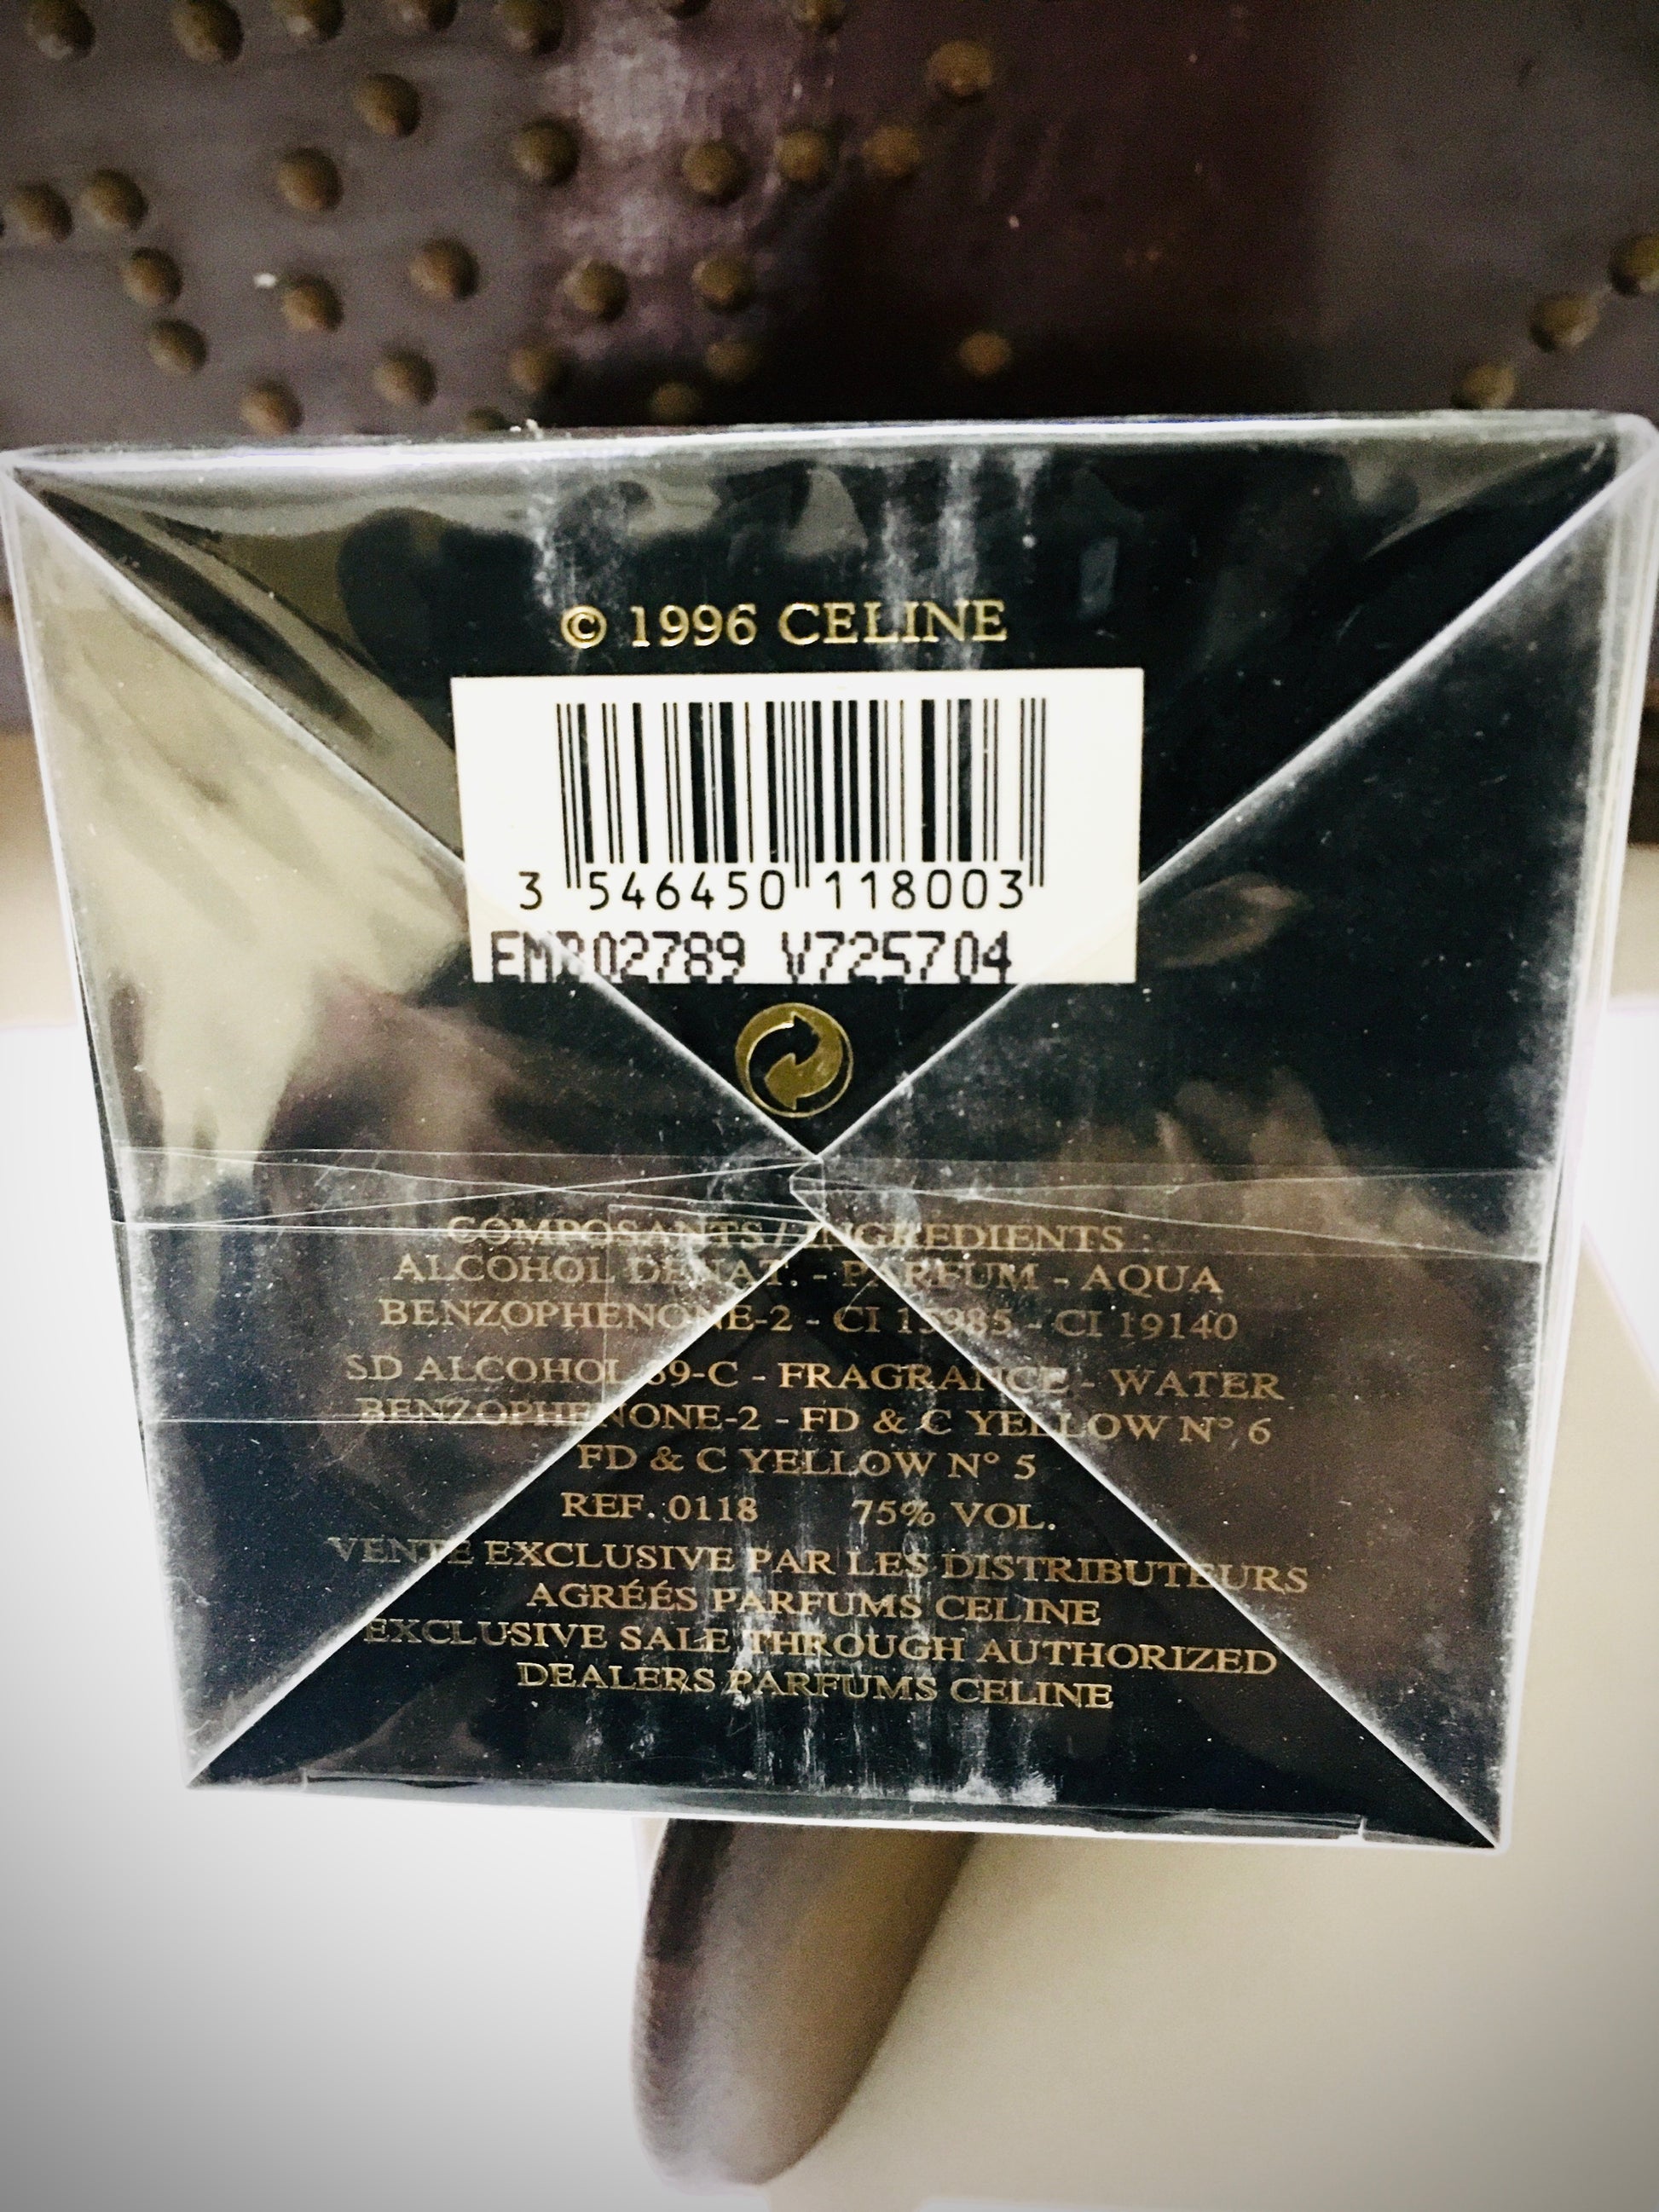 © 1996 CELINE
3 546450 118003
EMB02789 V725704
COMPOSANTS / INGREDIENTS
ALCOHOL DENAT. - PARFUM - AQUA
BENZOPHENONE-2 - CI 15985 - CI 19140
SD ALCOHOL 39-C - FRAGRANCE - WATER
BENZOPHENONE-2 - FD & C YELLOW N° 6
FD & C YELLOW N° 5
REF. 0118 75% VOL.
VENTE EXCLUSIVE PAR LES DISTRIBUTEURS
AGRÉÉS PARFUMS CELINE
EXCLUSIVE SALE THROUGH AUTHORIZED
DEALERS PARFUMS CELINE